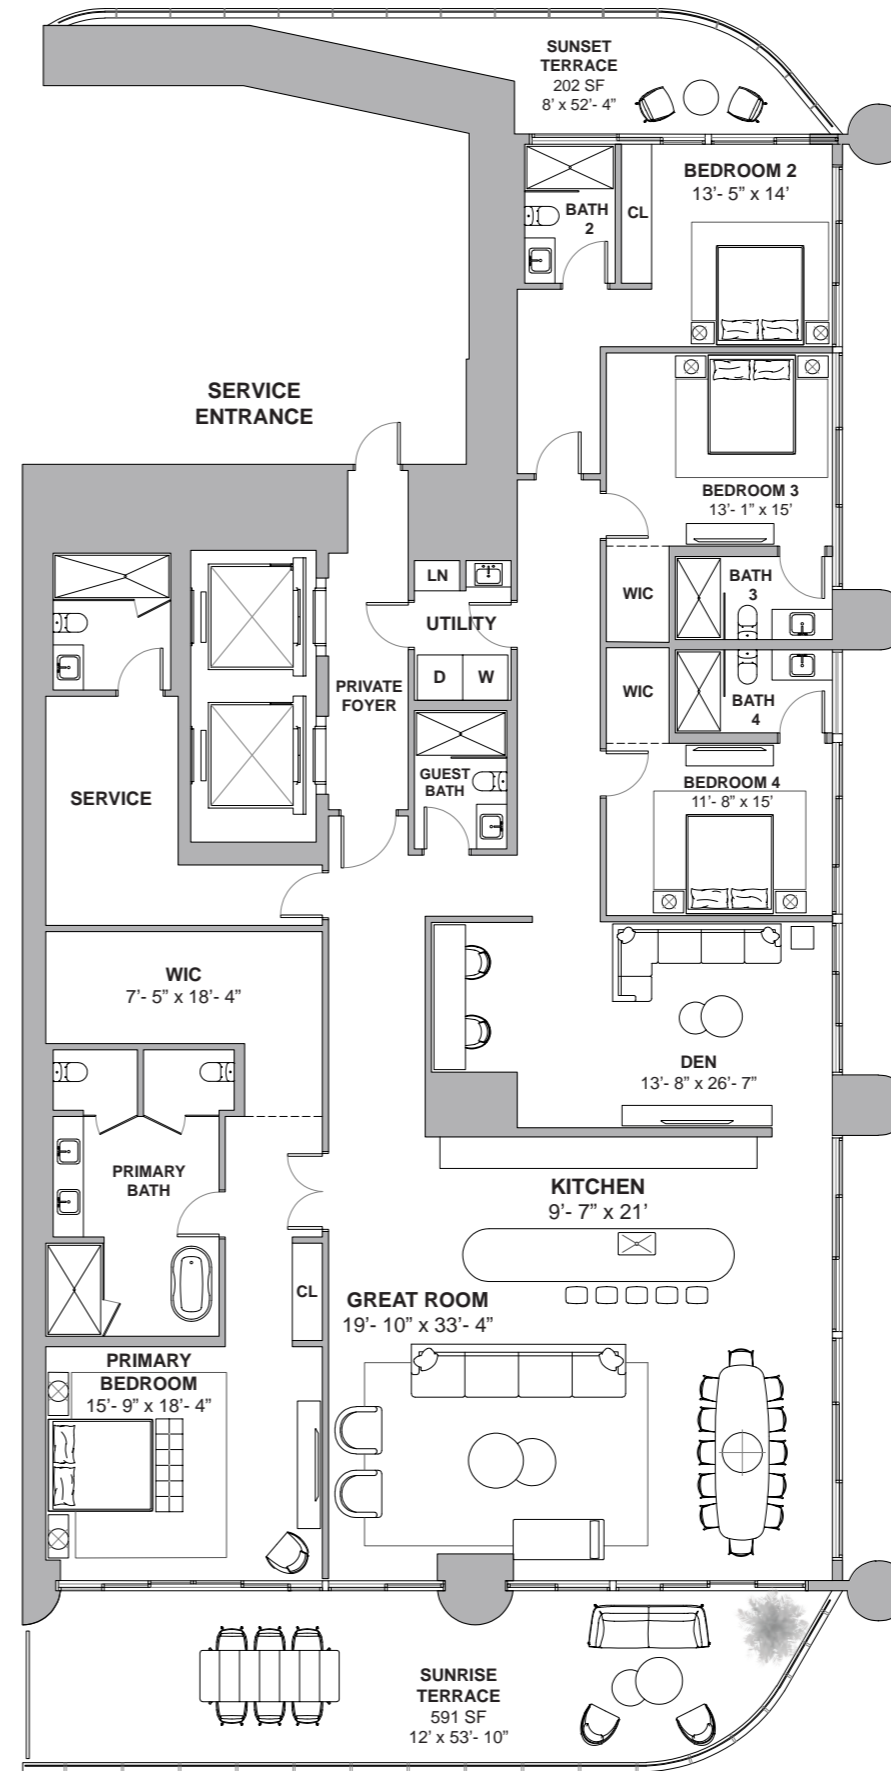 SUNSET
TERRACE
202 SF
8’ x 52’- 4”
BEDROOM 2
13’- 5” x 14’
BATH
2
CL
SERVICE
ENTRANCE
BEDROOM 3
13’- 1” x 15’
LN
WIC
BATH
3
UTILITY
D
W
PRIVATE
FOYER
WIC
BATH
4
GUEST
BATH
SERVICE
BEDROOM 4
11’- 8” x 15’
WIC
7’- 5” x 18’- 4”
DEN
13’- 8” x 26’- 7”
PRIMARY
BATH
KITCHEN
9’- 7” x 21’
CL
GREAT ROOM
19’- 10” x 33’- 4”
PRIMARY
BEDROOM
15’- 9” x 18’- 4”
SUNRISE
TERRACE
591 SF
12’ x 53’- 10”